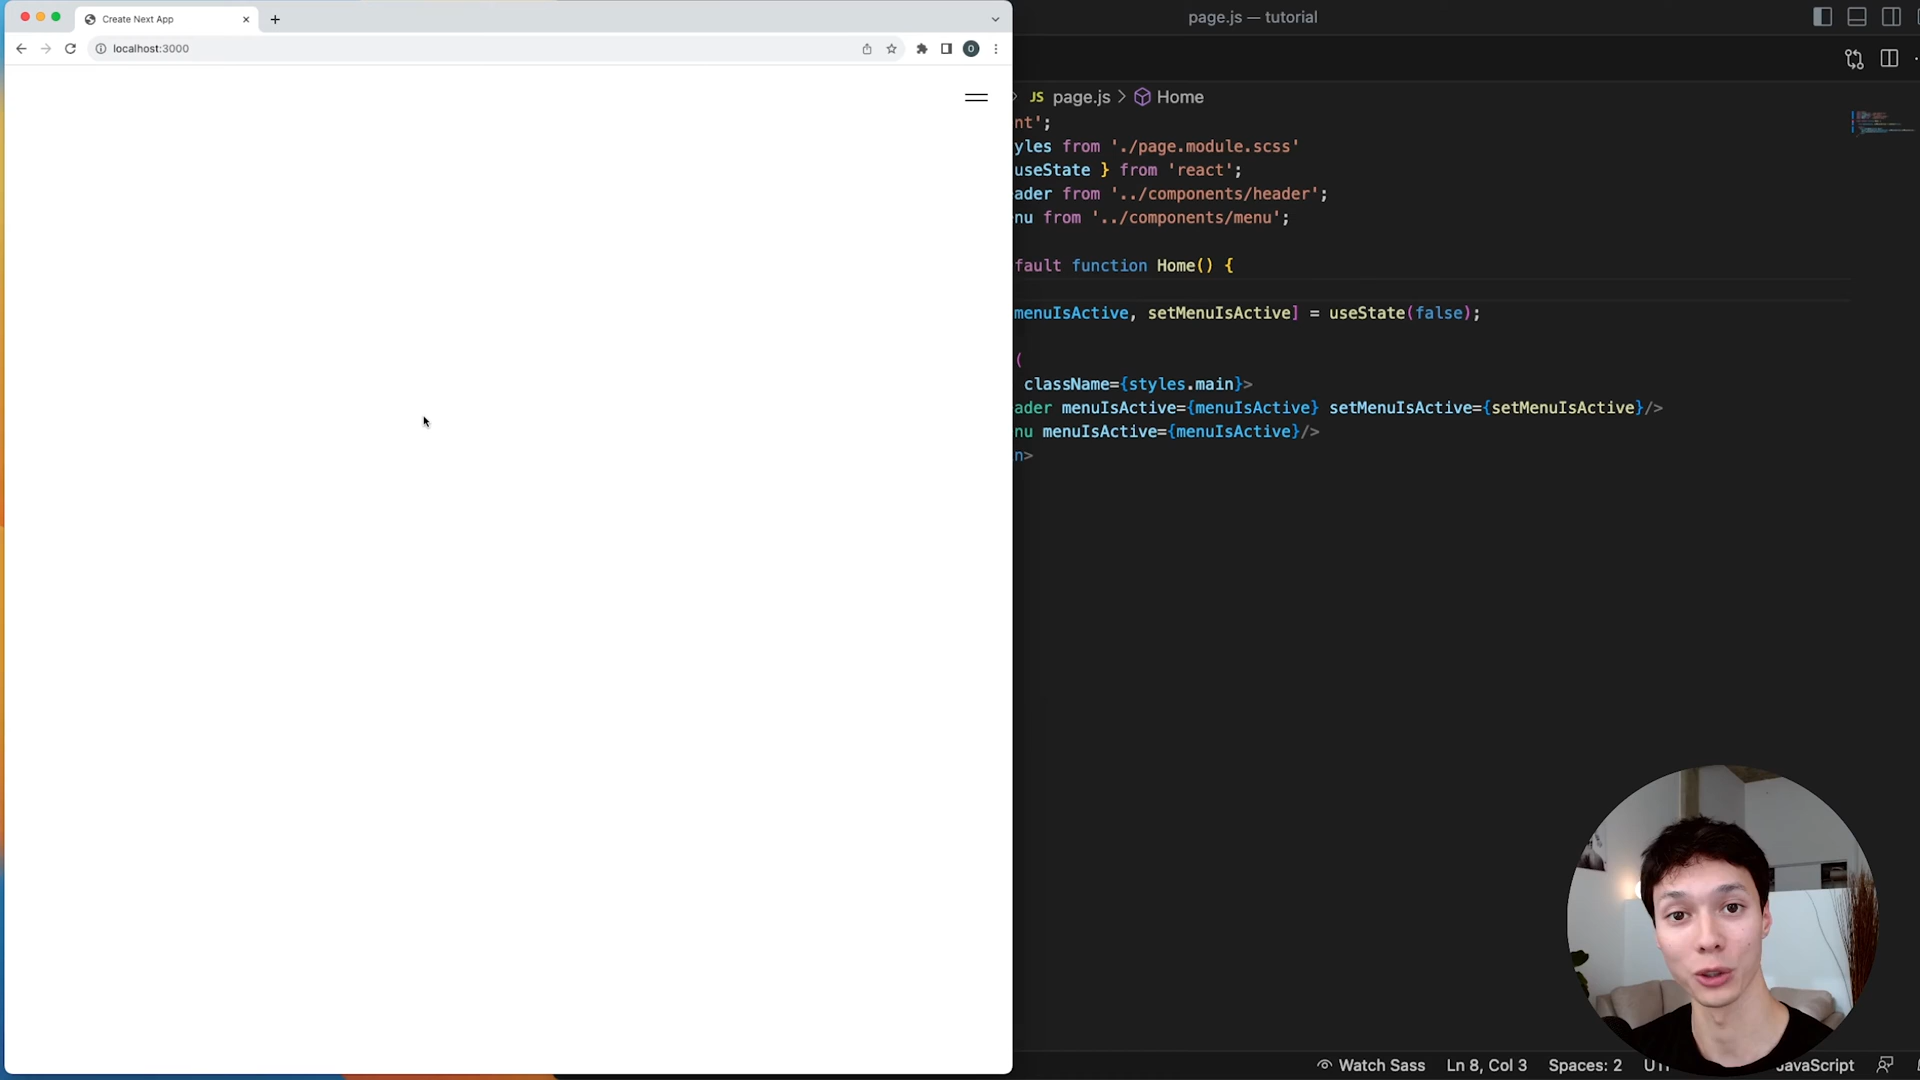 Create Next App
localhost:3000
O
page.js — tutorial
JS page.js > Home
nt';
yles from './page.module.scss'
useState } from 'react';
ader from '../components/header';
nu from '../components/menu';
fault function Home() {
menuIsActive, setMenuIsActive] = useState(false);
(
className={styles.main}>
ader menuIsActive={menuIsActive} setMenuIsActive={setMenuIsActive}/>
nu menuIsActive={menuIsActive}/>
n>
Watch Sass Ln 8, Col 3 Spaces: 2 JavaScript